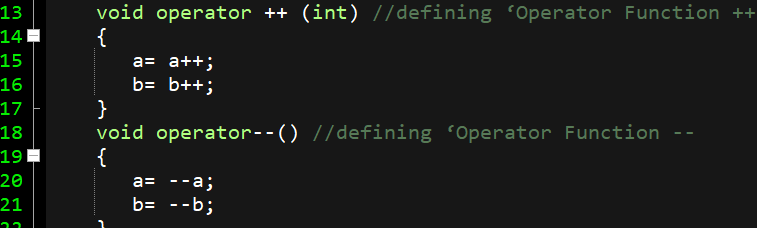 13 void operator ++ (int) //defining ‘Operator Function ++
14 {
15 a= a++;
16 b= b++;
17 }
18 void operator--() //defining ‘Operator Function --
19 {
20 a= --a;
21 b= --b;
22 }